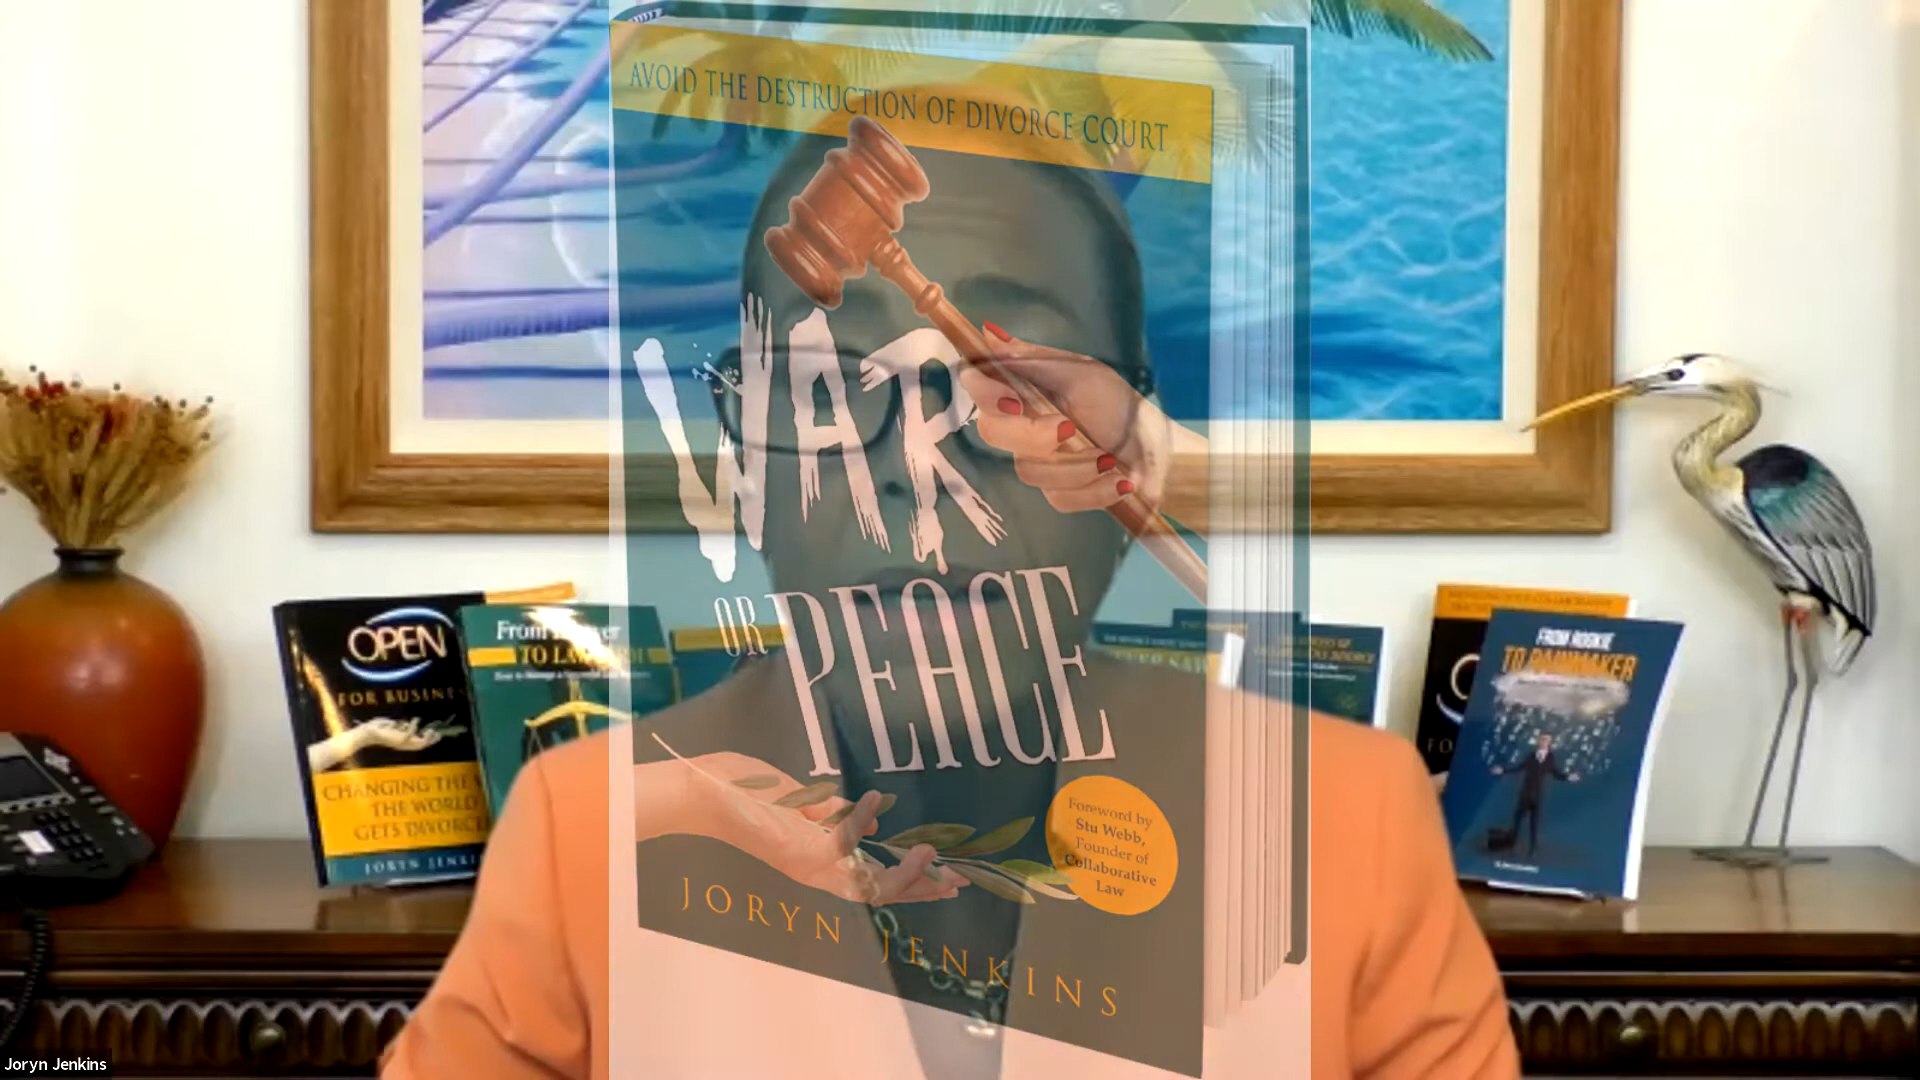 AVOID THE DESTRUCTION OF DIVORCE COURT
WAR
OR PEACE
Foreword by
Stu Webb,
Founder of
Collaborative
Law
JORYN JENKINS
OPEN
FOR BUSINE
CHANGING THE
THE WORLD
GETS DIVORCE
JORYN JENKI
From
TO LA
FROM ROOKIE
TO RAINMAKER
FO
Joryn Jenkins